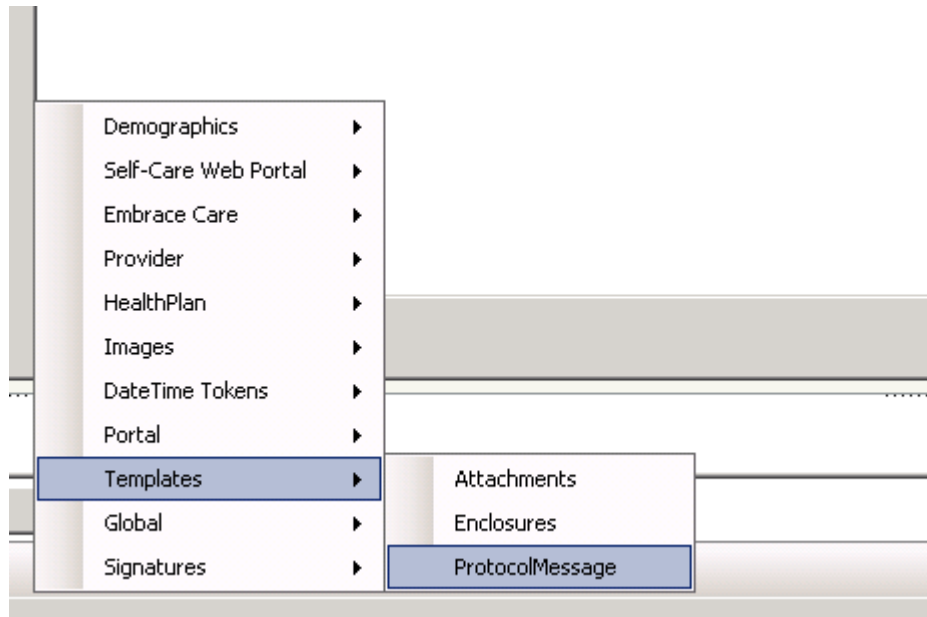 Demographics
Self-Care Web Portal
Embrace Care
Provider
HealthPlan
Images
DateTime Tokens
Portal
Templates
Attachments
Global
Enclosures
Signatures
ProtocolMessage